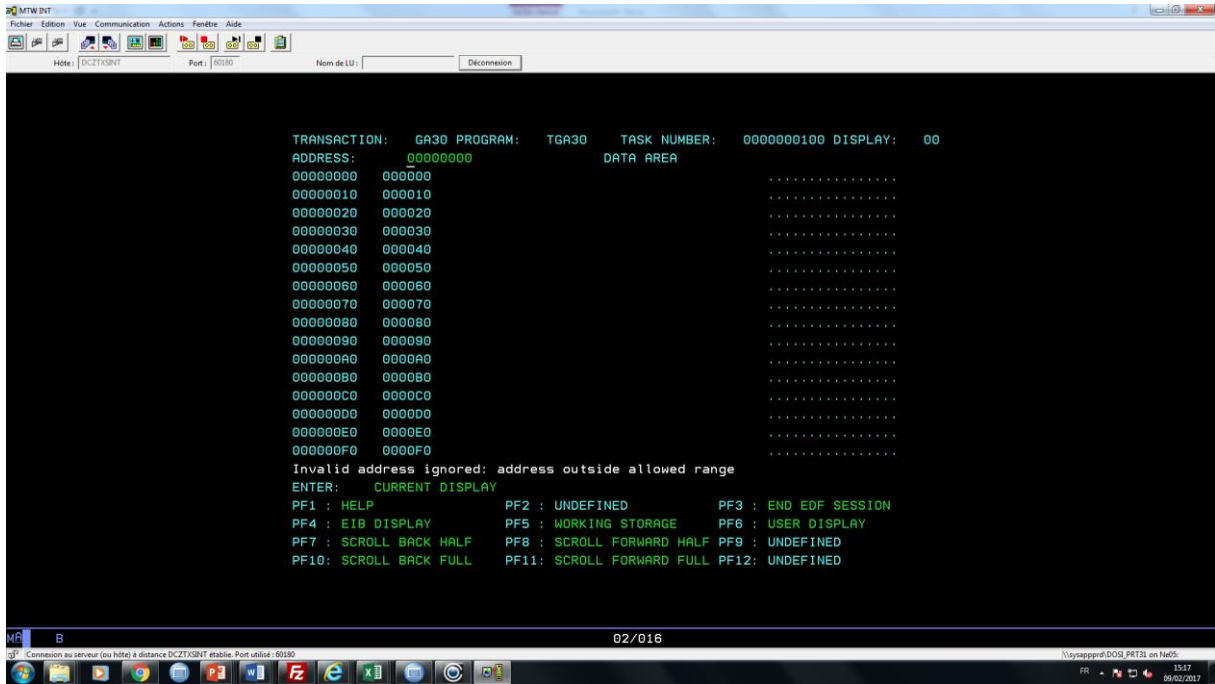 MTW INT
Fichier Edition Vue Communication Actions Fenêtre Aide
Hôte : DCZTXSINT Port : 60180 Nom de LU : Déconnexion
TRANSACTION: GA30 PROGRAM: TGA30 TASK NUMBER: 0000000100 DISPLAY: 00
ADDRESS: 00000000 DATA AREA
00000000 000000 ................
00000010 000010 ................
00000020 000020 ................
00000030 000030 ................
00000040 000040 ................
00000050 000050 ................
00000060 000060 ................
00000070 000070 ................
00000080 000080 ................
00000090 000090 ................
000000A0 0000A0 ................
000000B0 0000B0 ................
000000C0 0000C0 ................
000000D0 0000D0 ................
000000E0 0000E0 ................
000000F0 0000F0 ................
Invalid address ignored: address outside allowed range
ENTER: CURRENT DISPLAY
PF1 : HELP PF2 : UNDEFINED PF3 : END EDF SESSION
PF4 : EIB DISPLAY PF5 : WORKING STORAGE PF6 : USER DISPLAY
PF7 : SCROLL BACK HALF PF8 : SCROLL FORWARD HALF PF9 : UNDEFINED
PF10: SCROLL BACK FULL PF11: SCROLL FORWARD FULL PF12: UNDEFINED
MA B 02/016
Connexion au serveur (ou hôte) à distance DCZTXSINT établie. Port utilisé : 60180 \\sysappprd\DOSI_PRT31 on Ne05:
FR 15:17
09/02/2017